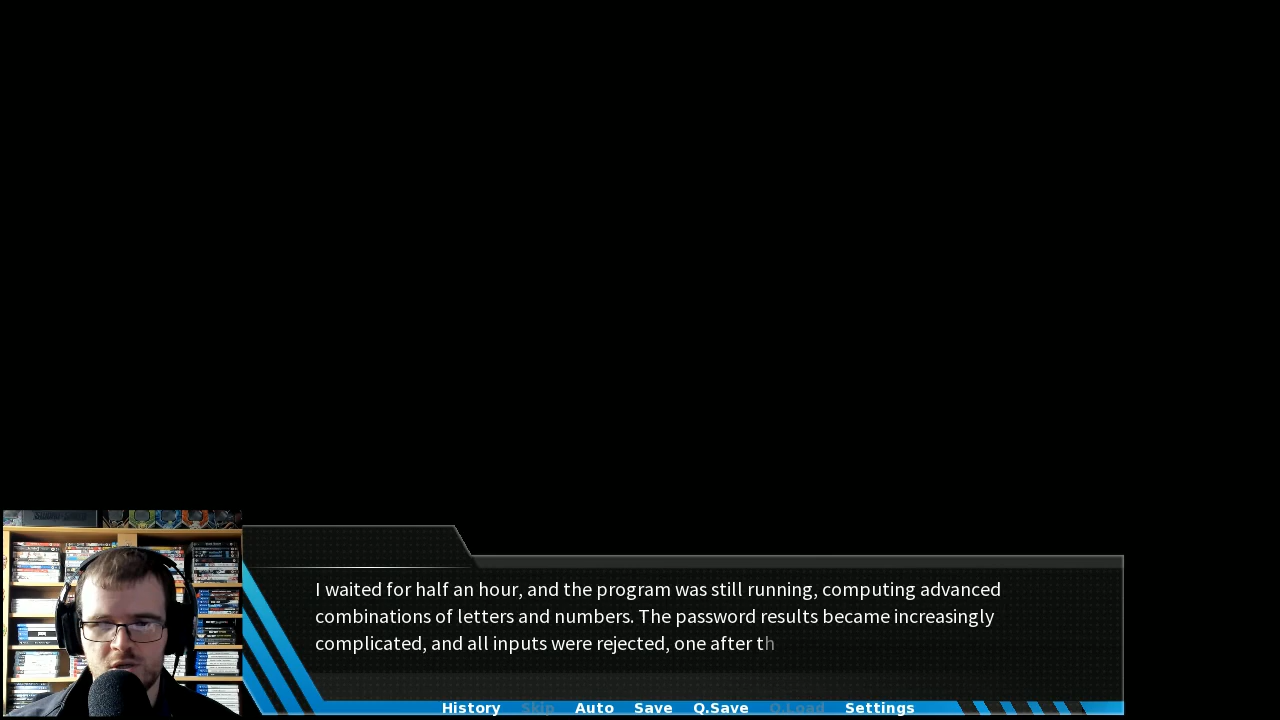 I waited for half an hour, and the program was still running, computing advanced
combinations of letters and numbers. The password results became increasingly
complicated, and all inputs were rejected, one after th
History Skip Auto Save Q.Save Q.Load Settings